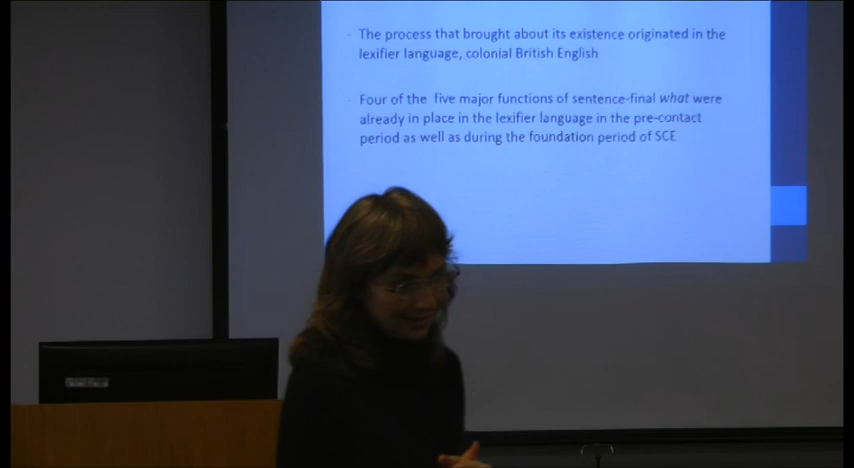 The process that brought about its existence originated in the
lexifier language, colonial British English
Four of the five major functions of sentence-final what were
already in place in the lexifier language in the pre-contact
period as well as during the foundation period of SCE